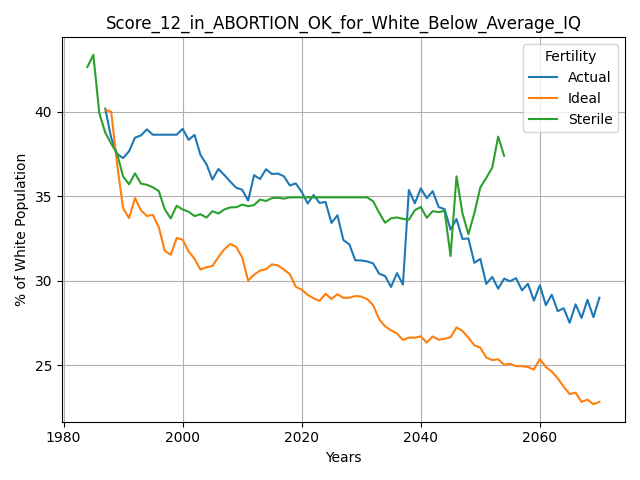 Score_12_in_ABORTION_OK_for_White_Below_Average_IQ
Fertility
Actual
Ideal
Sterile
% of White Population
40
35
30
25
1980
2000
2020
2040
2060
Years